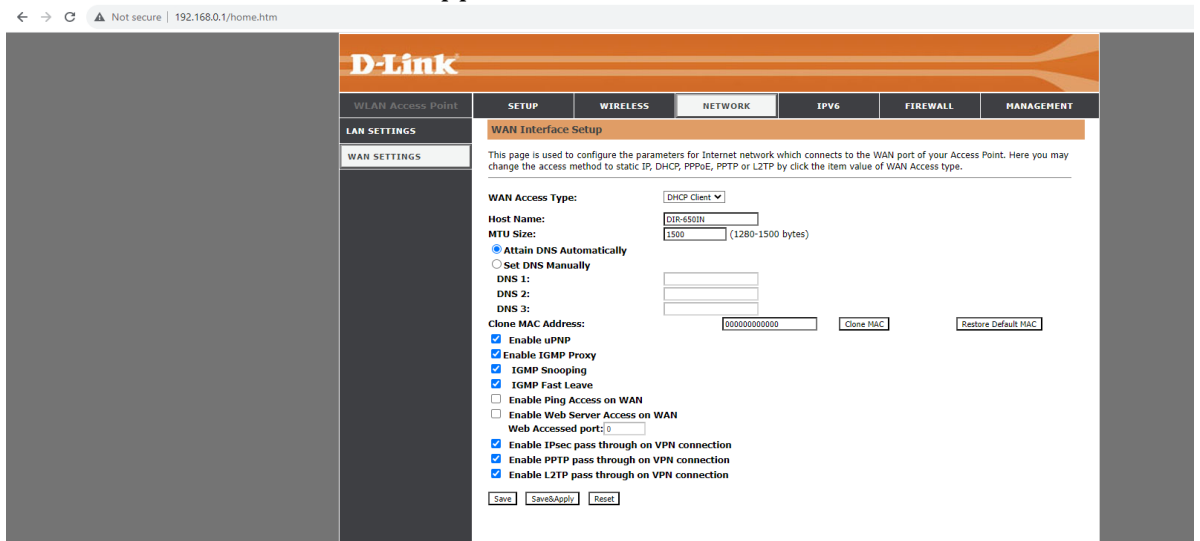 Not secure | 192.168.0.1/home.htm
D-Link
WLAN Access Point SETUP WIRELESS NETWORK IPV6 FIREWALL MANAGEMENT
LAN SETTINGS
WAN SETTINGS
WAN Interface Setup
This page is used to configure the parameters for Internet network which connects to the WAN port of your Access Point. Here you may
change the access method to static IP, DHCP, PPPoE, PPTP or L2TP by click the item value of WAN Access type.
WAN Access Type: DHCP Client
Host Name: DIR-650IN
MTU Size: 1500 (1280-1500 bytes)
Attain DNS Automatically
Set DNS Manually
DNS 1:
DNS 2:
DNS 3:
Clone MAC Address: 000000000000 Clone MAC Restore Default MAC
Enable uPNP
Enable IGMP Proxy
IGMP Snooping
IGMP Fast Leave
Enable Ping Access on WAN
Enable Web Server Access on WAN
Web Accessed port: 0
Enable IPsec pass through on VPN connection
Enable PPTP pass through on VPN connection
Enable L2TP pass through on VPN connection
Save Save&Apply Reset